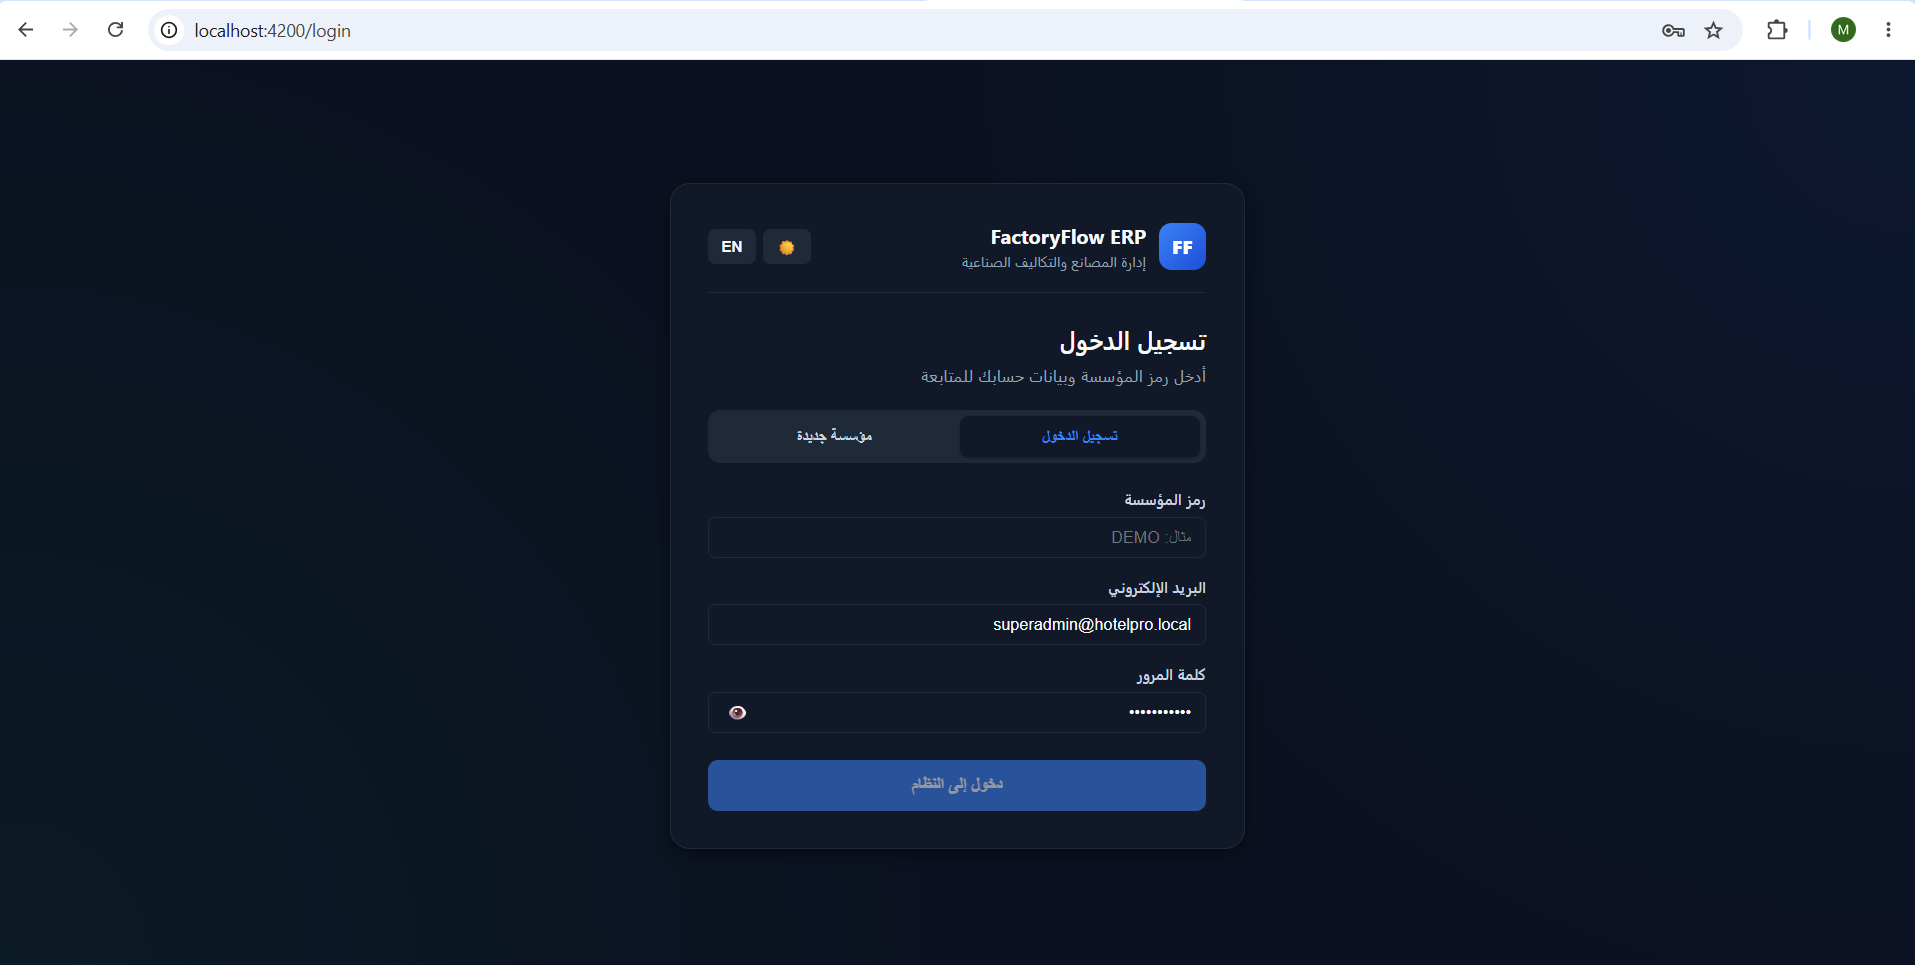 localhost:4200/login
M
FF
FactoryFlow ERP
إدارة المصانع والتكاليف الصناعية
EN
تسجيل الدخول
أدخل رمز المؤسسة وبيانات حسابك للمتابعة
تسجيل الدخول
مؤسسة جديدة
رمز المؤسسة
مثال: DEMO
البريد الإلكتروني
superadmin@hotelpro.local
كلمة المرور
•••••••••••
دخول إلى النظام